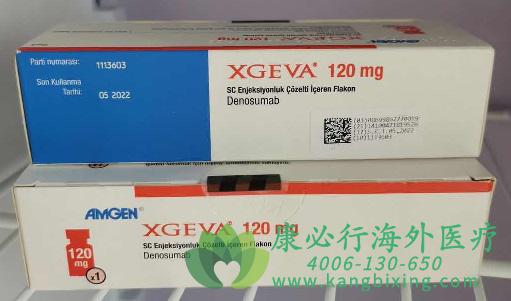 Parti numarası: 1113603
Son Kullanma
Tarihi: 05 2022
XGEVA® 120 mg
SC Enjeksiyonluk Çözelti İçeren Flakon
Denosumab
AMGEN®
XGEVA® 120 mg
SC Enjeksiyonluk Çözelti İçeren Flakon
Denosumab
120
mg
x1
康必行海外医疗
4006-130-650
www.kangbixing.com